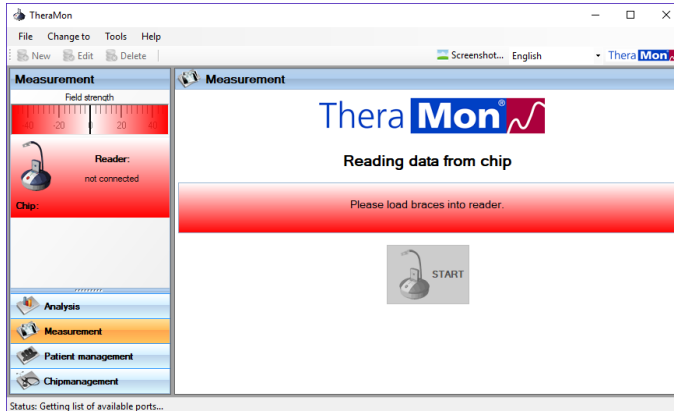 TheraMon
File Change to Tools Help
New Edit Delete Screenshot... English Thera Mon
Measurement
Field strength
-40 -20 0 20 40
Reader:
not connected
Chip:
Analysis
Measurement
Patient management
Chipmanagement
Measurement
Thera Mon®
Reading data from chip
Please load braces into reader.
START
Status: Getting list of available ports...